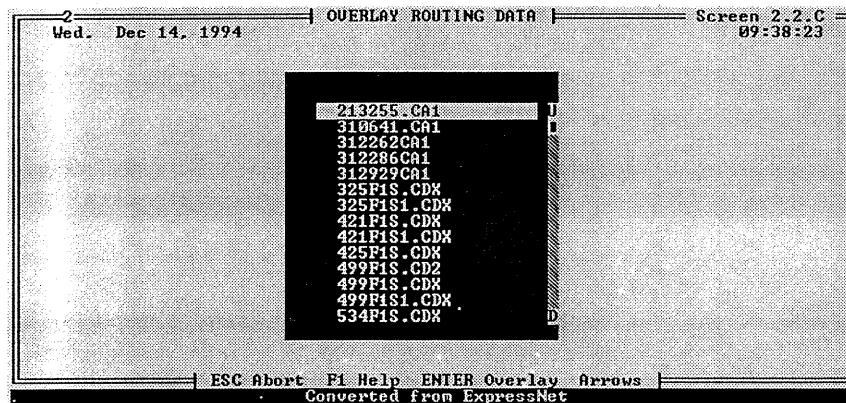 2 OVERLAY ROUTING DATA Screen 2.2.C
Wed. Dec 14, 1994 09:38:23
213255.CA1 U
310641.CA1
312262CA1
312286CA1
312929CA1
325F1S.CDX
325F1S1.CDX
421F1S.CDX
421F1S1.CDX
425F1S.CDX
499F1S.CD2
499F1S.CDX
499F1S1.CDX
534F1S.CDX D
ESC Abort F1 Help ENTER Overlay Arrows
Converted from ExpressNet